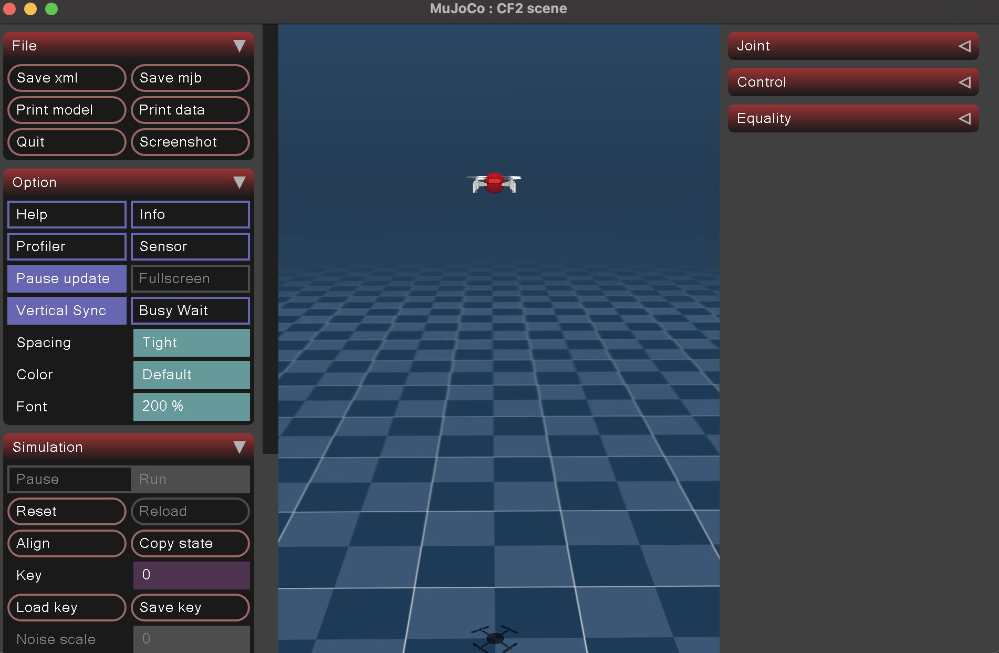 MuJoCo : CF2 scene
File
Save xml Save mjb
Print model Print data
Quit Screenshot
Option
Help Info
Profiler Sensor
Pause update Fullscreen
Vertical Sync Busy Wait
Spacing Tight
Color Default
Font 200 %
Simulation
Pause Run
Reset Reload
Align Copy state
Key 0
Load key Save key
Noise scale 0
Joint
Control
Equality